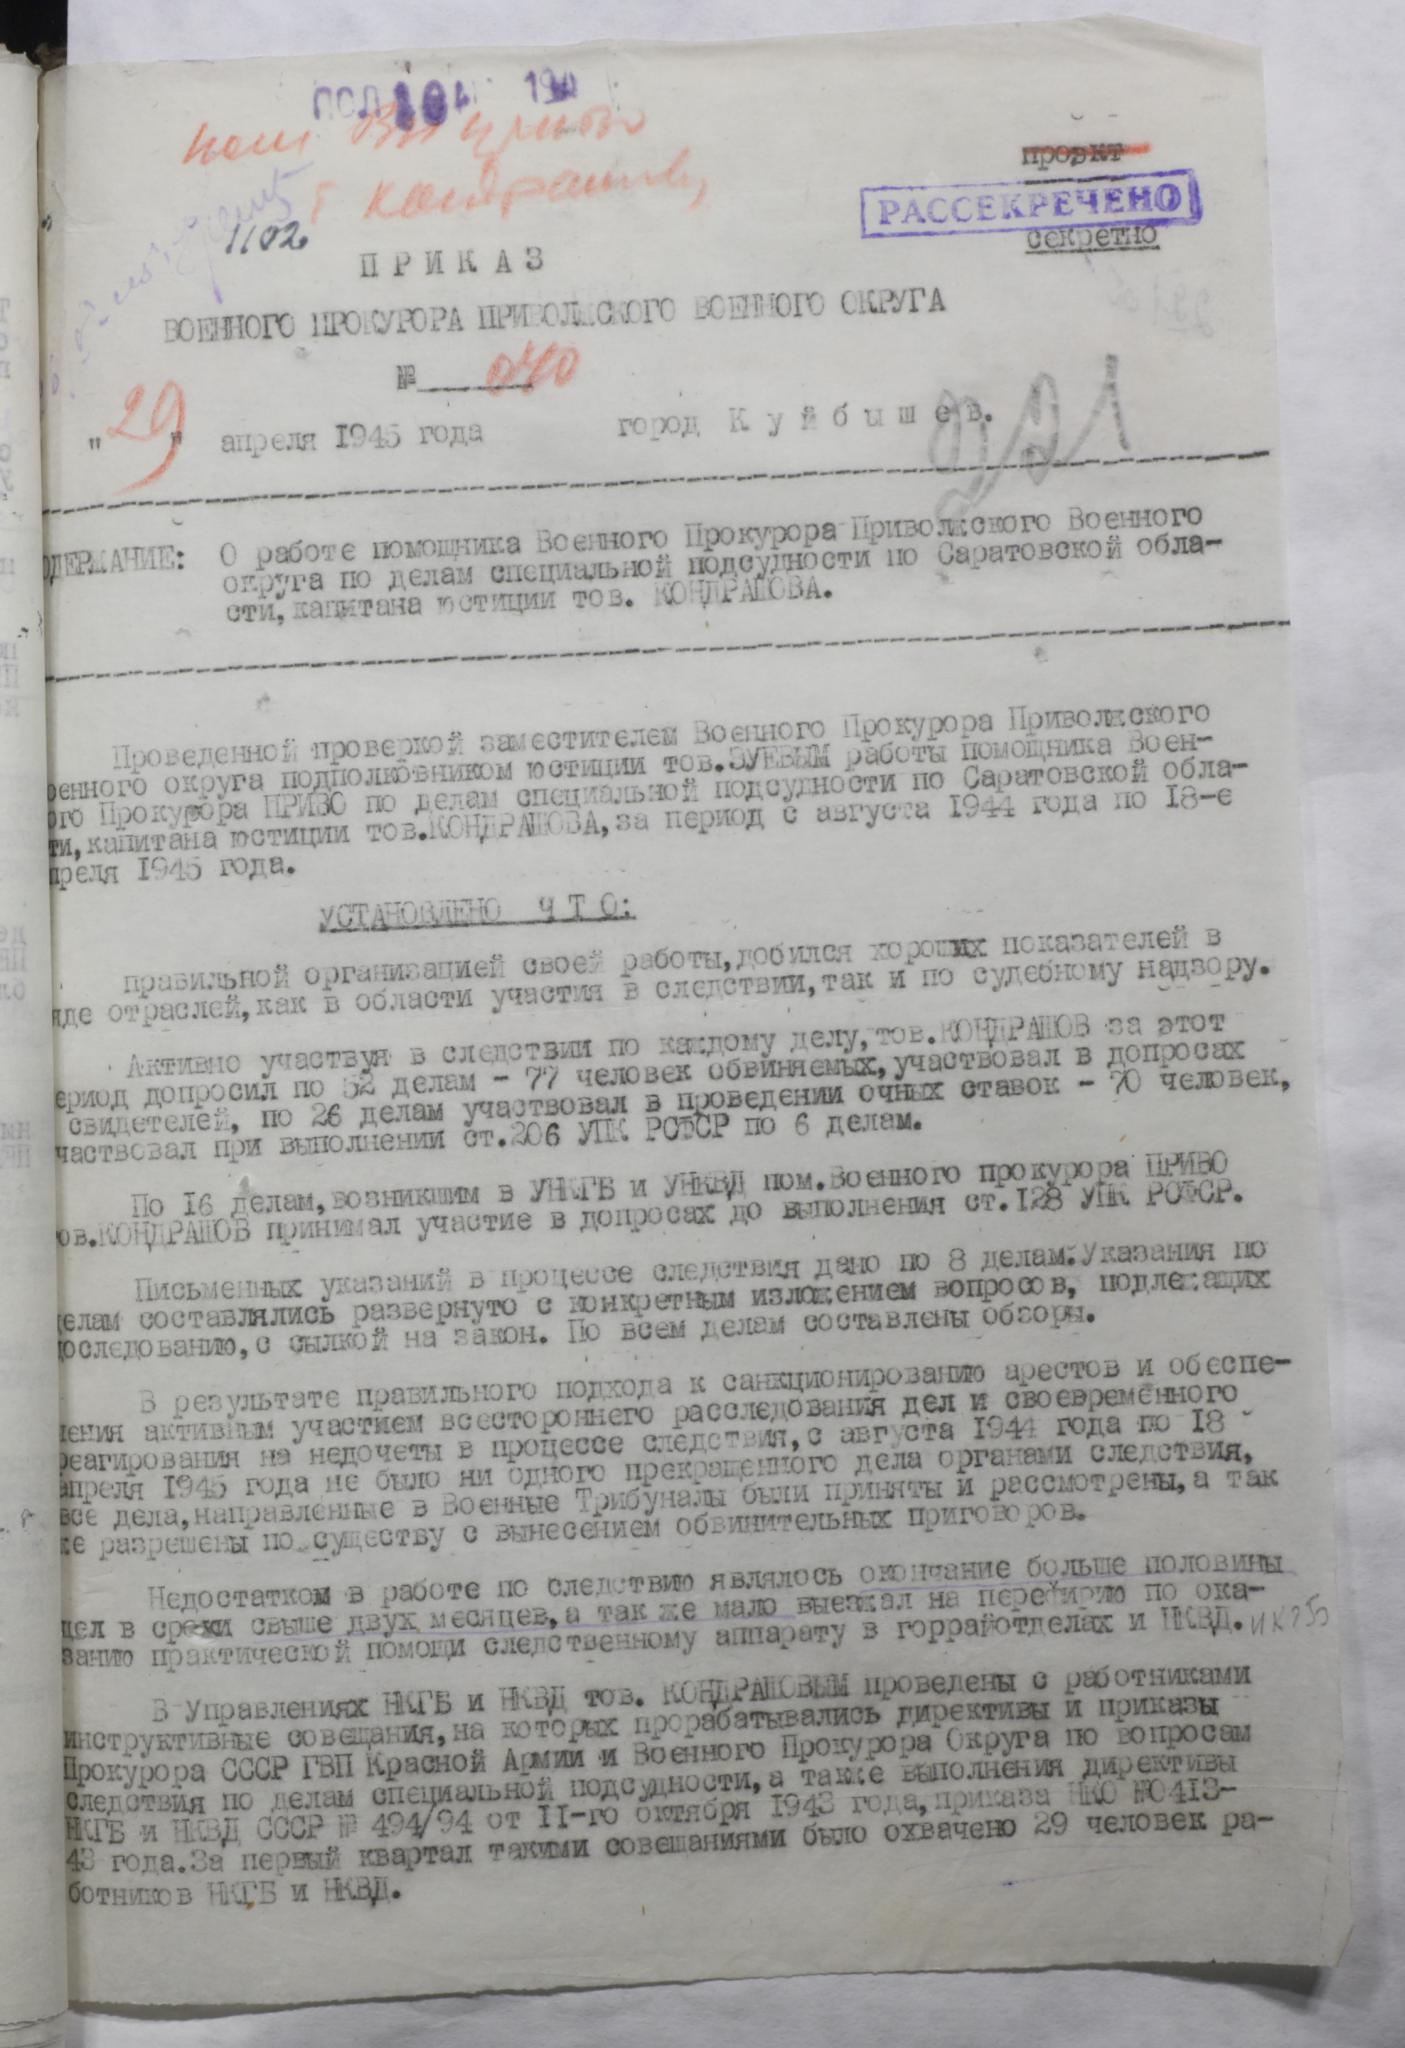 проект
РАССЕКРЕЧЕНО
секретно
1102
ПРИКАЗ
ВОЕННОГО ПРОКУРОРА ПРИВОЛЖСКОГО ВОЕННОГО ОКРУГА
№ 040
"29" апреля 1945 года город Куйбышев.
221
ОДЕРЖАНИЕ: О работе помощника Военного Прокурора Приволжского Военного
округа по делам специальной подсудности по Саратовской обла-
сти, капитана юстиции тов. КОНДРАШОВА.
Проведенной проверкой заместителем Военного Прокурора Приволжского
оенного округа подполковником юстиции тов.ЗУЕВЫМ работы помощника Воен-
ого Прокурора ПРИВО по делам специальной подсудности по Саратовской обла-
ти, капитана юстиции тов.КОНДРАШОВА, за период с августа 1944 года по 18-е
преля 1945 года.
УСТАНОВЛЕНО ЧТО:
правильной организацией своей работы, добился хороших показателей в
яде отраслей, как в области участия в следствии, так и по судебному надзору.
Активно участвуя в следствии по каждому делу, тов.КОНДРАШОВ за этот
ериод допросил по 52 делам - 77 человек обвиняемых, участвовал в допросах
свидетелей, по 26 делам участвовал в проведении очных ставок - 70 человек,
частвовал при выполнении ст.206 УПК РСФСР по 6 делам.
По 16 делам, возникшим в УНКГБ и УНКВД пом.Военного прокурора ПРИВО
ов.КОНДРАШОВ принимал участие в допросах до выполнения ст.128 УПК РСФСР.
Письменных указаний в процессе следствия дано по 8 делам. Указания по
делам составлялись развернуто с конкретным изложением вопросов, подлежащих
доследованию, с сылкой на закон. По всем делам составлены обзоры.
В результате правильного подхода к санкционированию арестов и обеспе-
чения активным участием всестороннего расследования дел и своевременного
реагирования на недочеты в процессе следствия, с августа 1944 года по 18
апреля 1945 года не было ни одного прекращенного дела органами следствия,
все дела, направленные в Военные Трибуналы были приняты и рассмотрены, а так
же разрешены по существу с вынесением обвинительных приговоров.
Недостатком в работе по следствию являлось окончание больше половины
дел в сроки свыше двух месяцев, а так же мало выезжал на переферию по ока-
занию практической помощи следственному аппарату в горрайотделах и НКВД. НКГБ
В Управлениях НКГБ и НКВД тов. КОНДРАШОВЫМ проведены с работниками
инструктивные совещания, на которых прорабатывались директивы и приказы
Прокурора СССР ГВП Красной Армии и Военного Прокурора Округа по вопросам
следствия по делам специальной подсудности, а также выполнения директивы
НКГБ и НКВД СССР № 494/94 от II-го октября 1943 года, приказа НКО №0413-
43 года. За первый квартал такими совещаниями было охвачено 29 человек ра-
ботников НКГБ и НКВД.